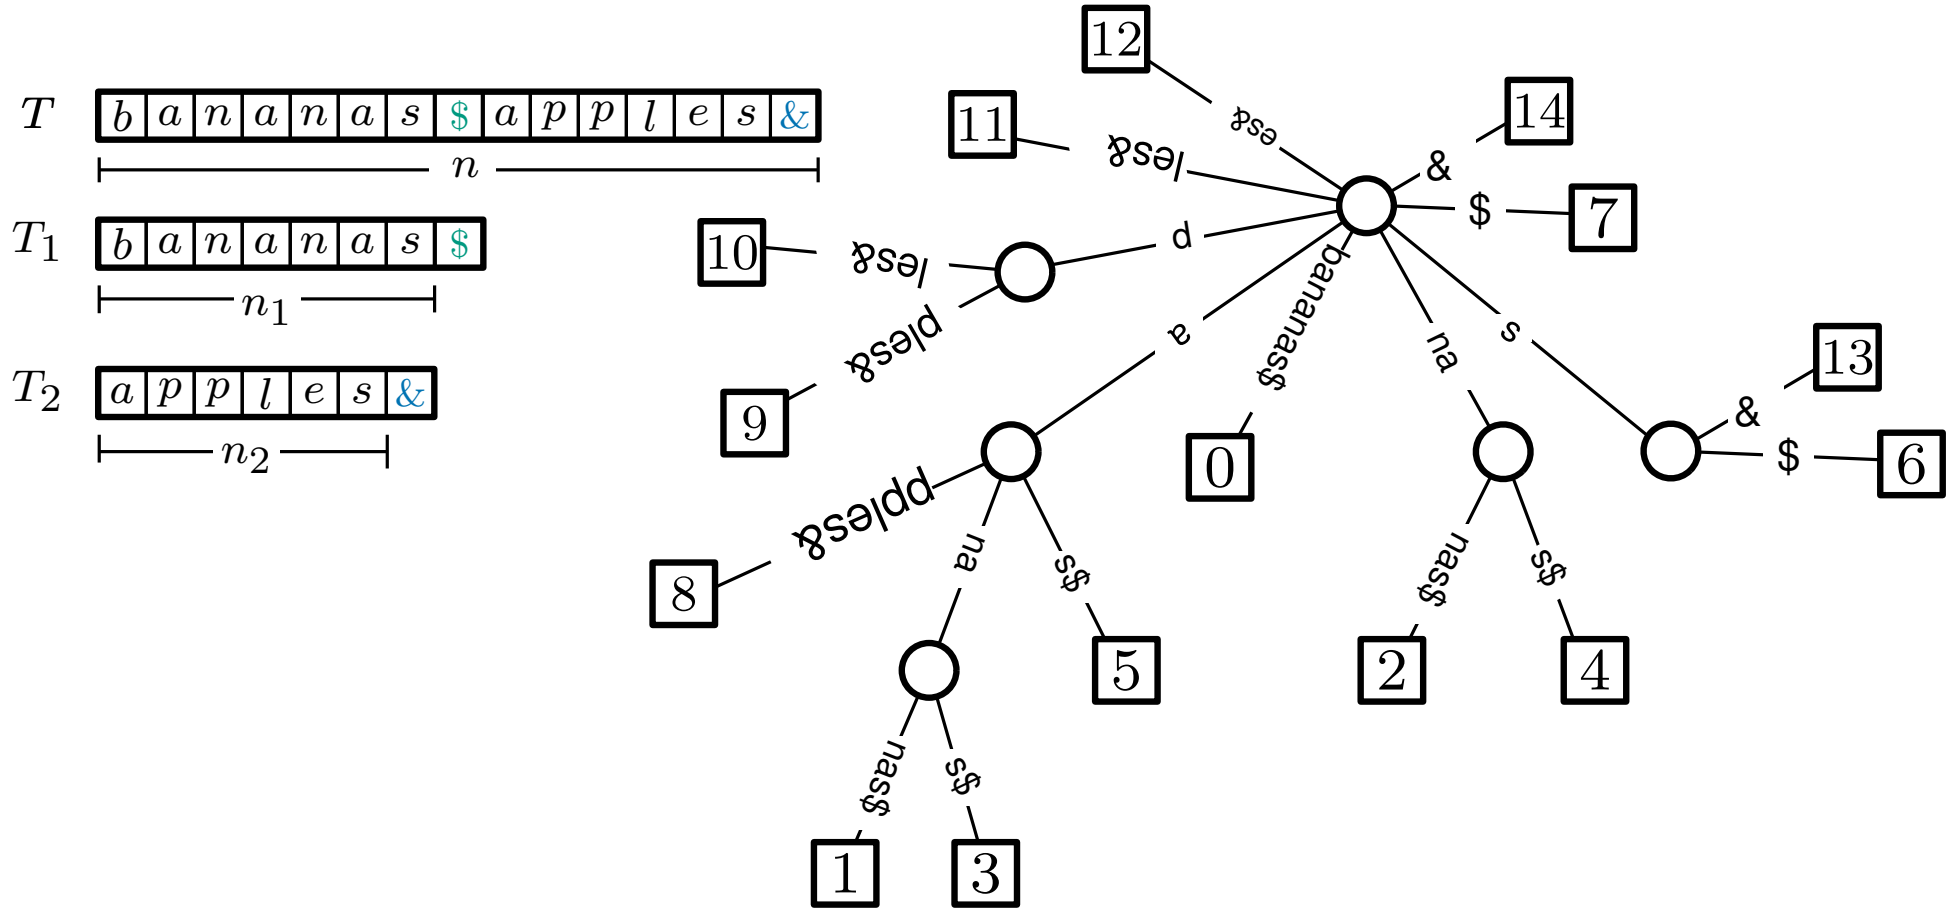 12
T b a n a n a s $ a p p l e s &
14
11
es&
les&
&
n
$
7
T1 b a n a n a s $
10
les&
p
bananas$
n1
ples&
a
na
s
13
T2 a p p l e s &
9
&
n2
0
$
6
pples&
8
na
s$
nas$
s$
5
2
4
nas$
s$
1
3